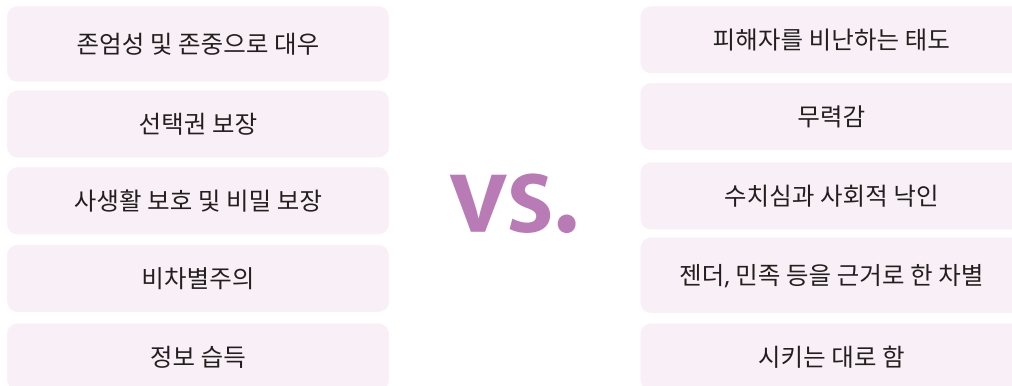 존엄성 및 존중으로 대우
선택권 보장
사생활 보호 및 비밀 보장
비차별주의
정보 습득
vs.
피해자를 비난하는 태도
무력감
수치심과 사회적 낙인
젠더, 민족 등을 근거로 한 차별
시키는 대로 함